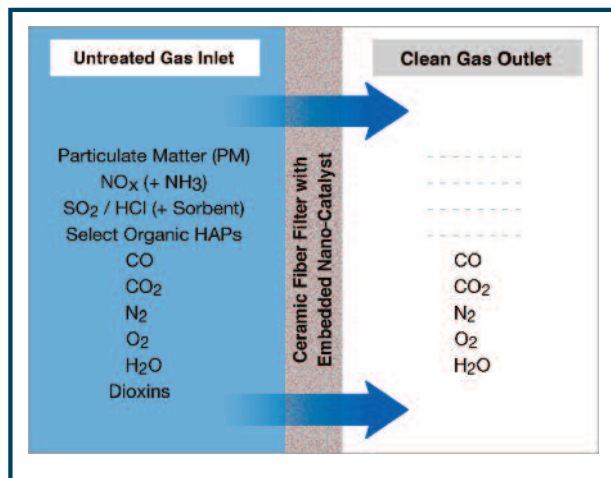 Untreated Gas Inlet
Particulate Matter (PM)
NOX (+ NH3)
SO2 / HCl (+ Sorbent)
Select Organic HAPs
CO
CO2
N2
O2
H2O
Dioxins
Ceramic Fiber Filter with
Embedded Nano-Catalyst
Clean Gas Outlet
CO
CO2
N2
O2
H2O